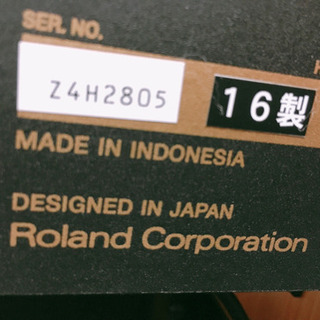 SER. NO.
Z4H2805 16製
MADE IN INDONESIA
DESIGNED IN JAPAN
Roland Corporation